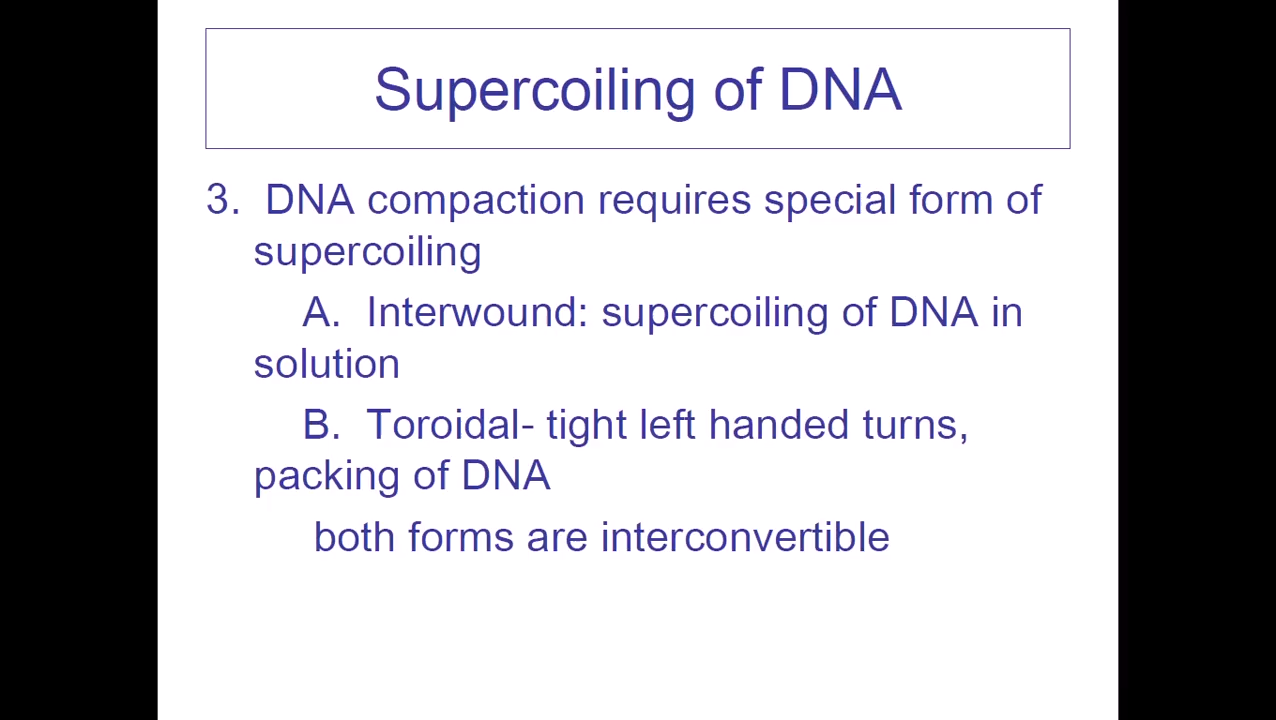 Supercoiling of DNA
3. DNA compaction requires special form of
supercoiling
A. Interwound: supercoiling of DNA in
solution
B. Toroidal- tight left handed turns,
packing of DNA
both forms are interconvertible